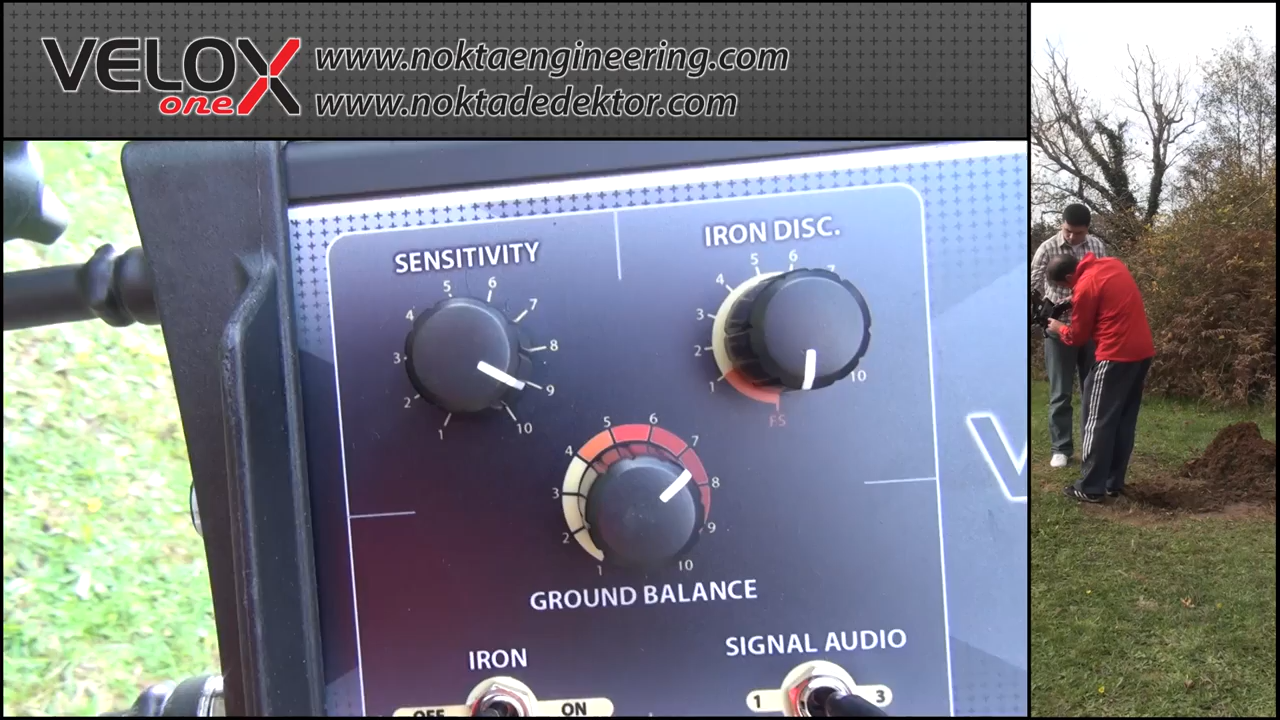 VELOX
one
www.noktaengineering.com
www.noktadedektor.com
SENSITIVITY
1 2 3 4 5 6 7 8 9 10
IRON DISC.
FS 1 2 3 4 5 6 7 10
GROUND BALANCE
1 2 3 4 5 6 7 8 9 10
IRON
OFF ON
SIGNAL AUDIO
1 3
V